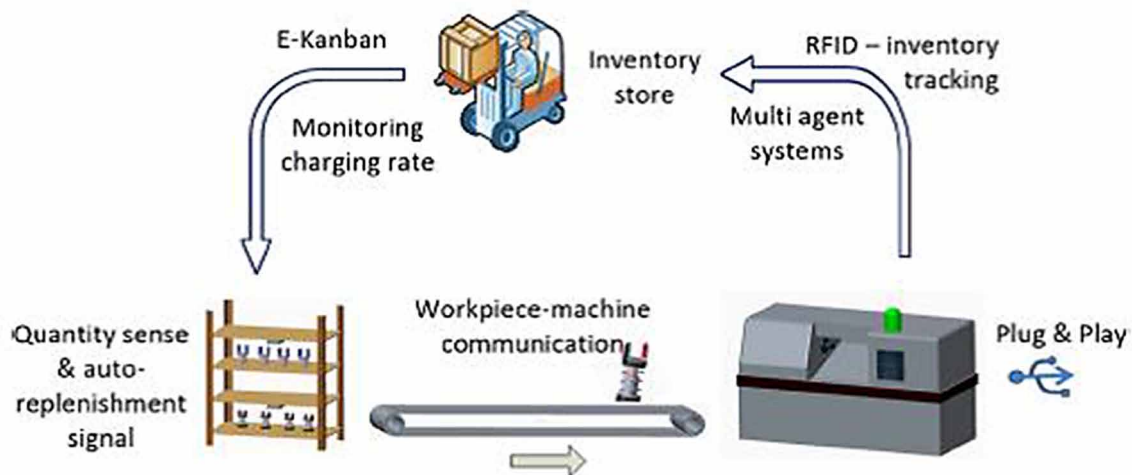 E-Kanban
Monitoring
charging rate
Inventory
store
RFID – inventory
tracking
Multi agent
systems
Quantity sense
& auto-
replenishment
signal
Workpiece-machine
communication
Plug & Play